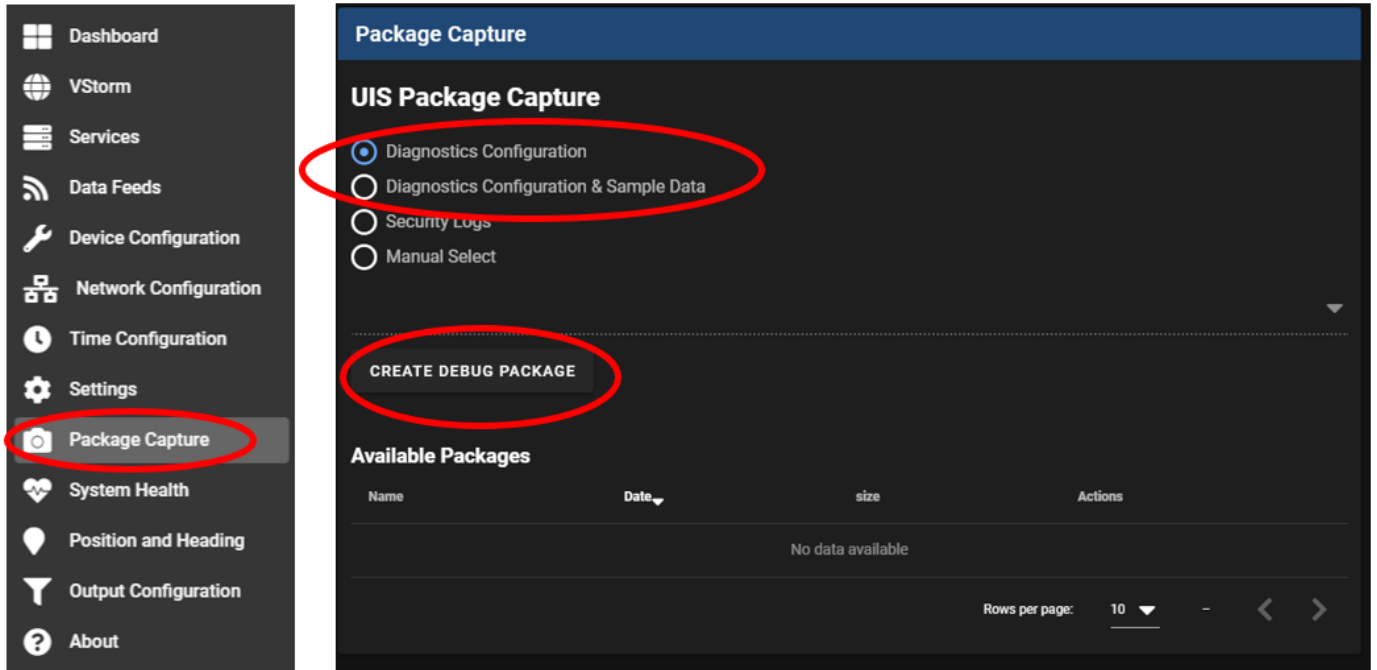 Dashboard
VStorm
Services
Data Feeds
Device Configuration
Network Configuration
Time Configuration
Settings
Package Capture
System Health
Position and Heading
Output Configuration
About
Package Capture
UIS Package Capture
Diagnostics Configuration
Diagnostics Configuration & Sample Data
Security Logs
Manual Select
CREATE DEBUG PACKAGE
Available Packages
Name Date size Actions
No data available
Rows per page: 10 –